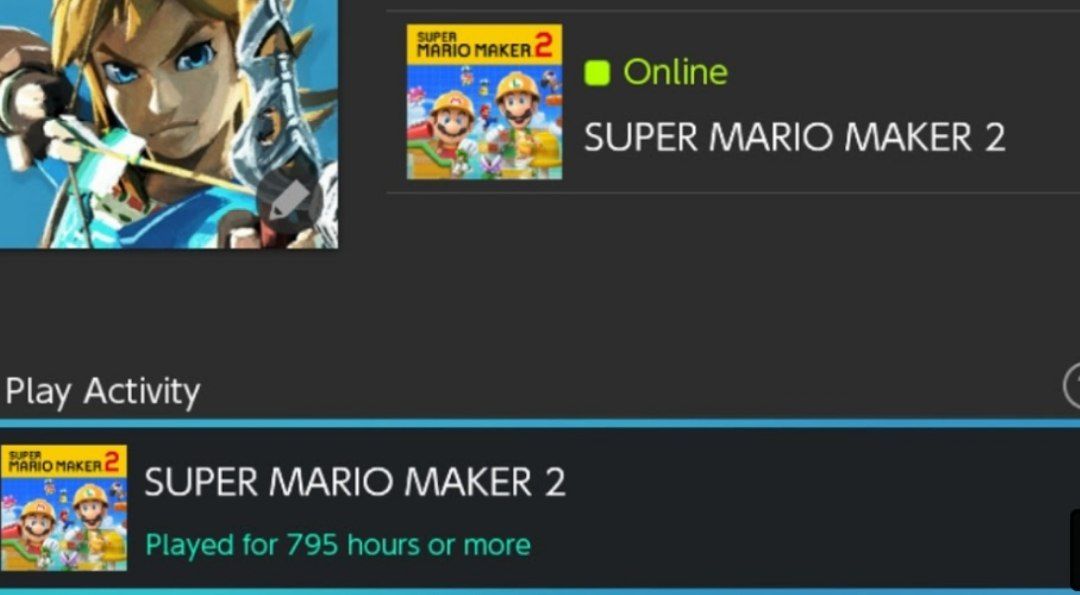 SUPER
MARIO MAKER 2
Online
SUPER MARIO MAKER 2
Play Activity
SUPER
MARIO MAKER 2
SUPER MARIO MAKER 2
Played for 795 hours or more